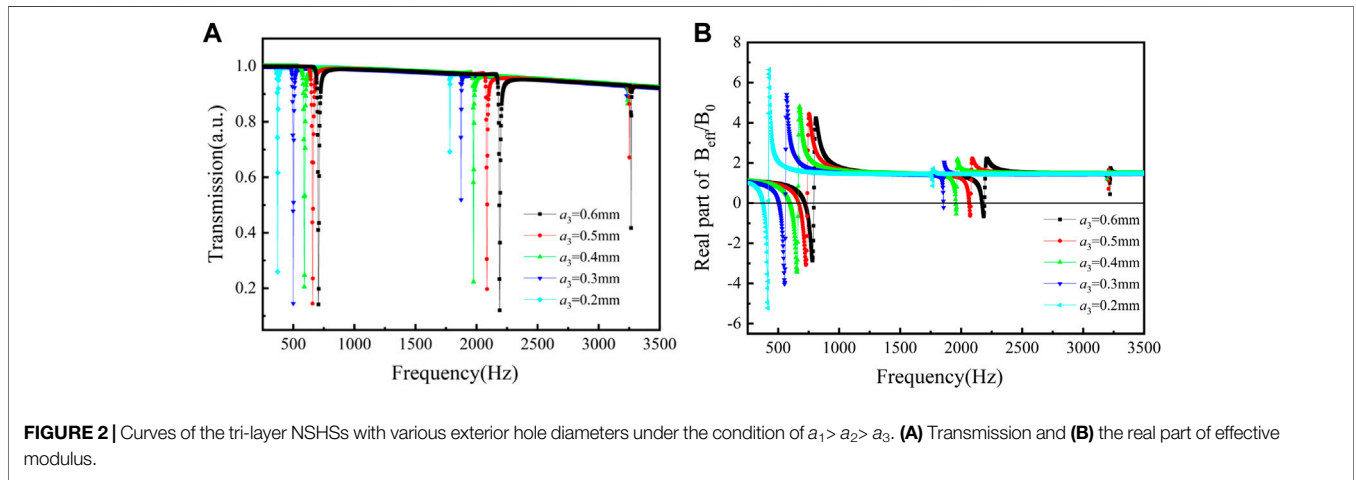 A
Transmission(a.u.)
1.0
0.8
0.6
0.4
0.2
a₃=0.6mm
a₃=0.5mm
a₃=0.4mm
a₃=0.3mm
a₃=0.2mm
500 1000 1500 2000 2500 3000 3500
Frequency(Hz)
B
Real part of B_eff/B₀
8
6
4
2
0
-2
-4
-6
a₃=0.6mm
a₃=0.5mm
a₃=0.4mm
a₃=0.3mm
a₃=0.2mm
500 1000 1500 2000 2500 3000 3500
Frequency(Hz)
FIGURE 2 | Curves of the tri-layer NSHSs with various exterior hole diameters under the condition of a₁> a₂> a₃. (A) Transmission and (B) the real part of effective
modulus.